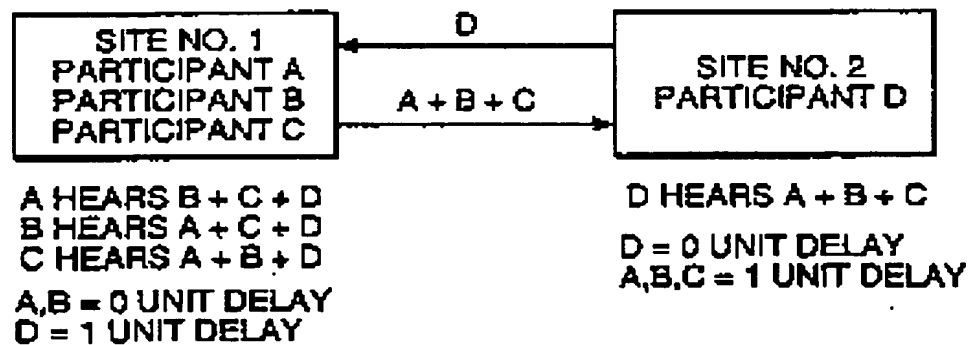 SITE NO. 1
PARTICIPANT A
PARTICIPANT B
PARTICIPANT C
D
A + B + C
SITE NO. 2
PARTICIPANT D
A HEARS B + C + D
B HEARS A + C + D
C HEARS A + B + D
A,B = 0 UNIT DELAY
D = 1 UNIT DELAY
D HEARS A + B + C
D = 0 UNIT DELAY
A,B,C = 1 UNIT DELAY